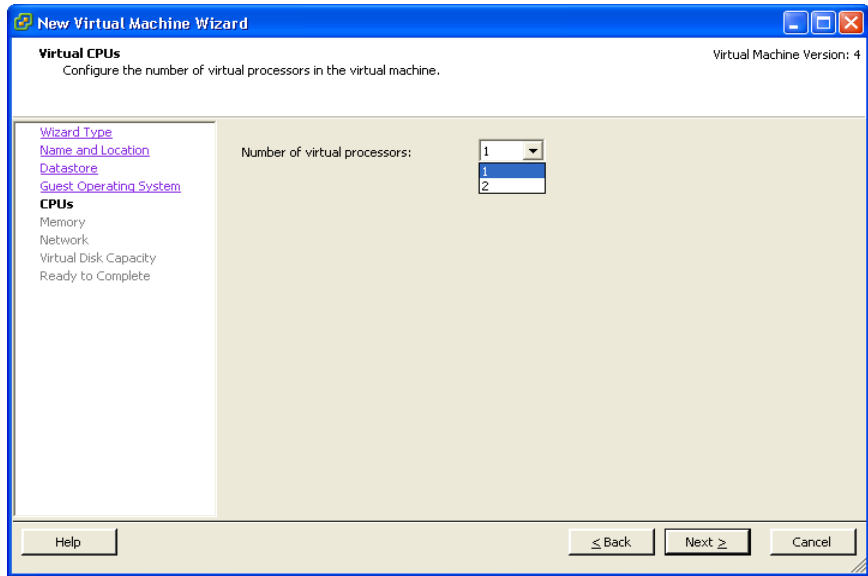 New Virtual Machine Wizard
Virtual CPUs
Configure the number of virtual processors in the virtual machine.
Virtual Machine Version: 4
Wizard Type
Name and Location
Datastore
Guest Operating System
CPUs
Memory
Network
Virtual Disk Capacity
Ready to Complete
Number of virtual processors:
1
1
2
Help
< Back
Next >
Cancel